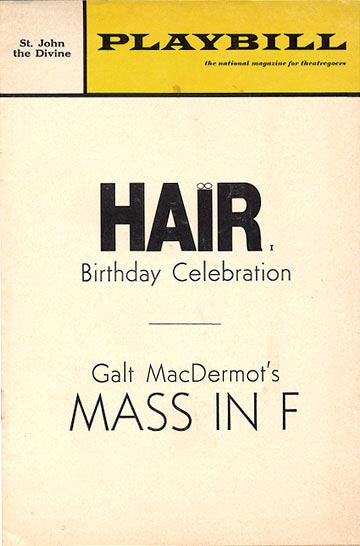 St. John
the Divine
PLAYBILL
the national magazine for theatregoers
HAIR I
Birthday Celebration
Galt MacDermot's
MASS IN F